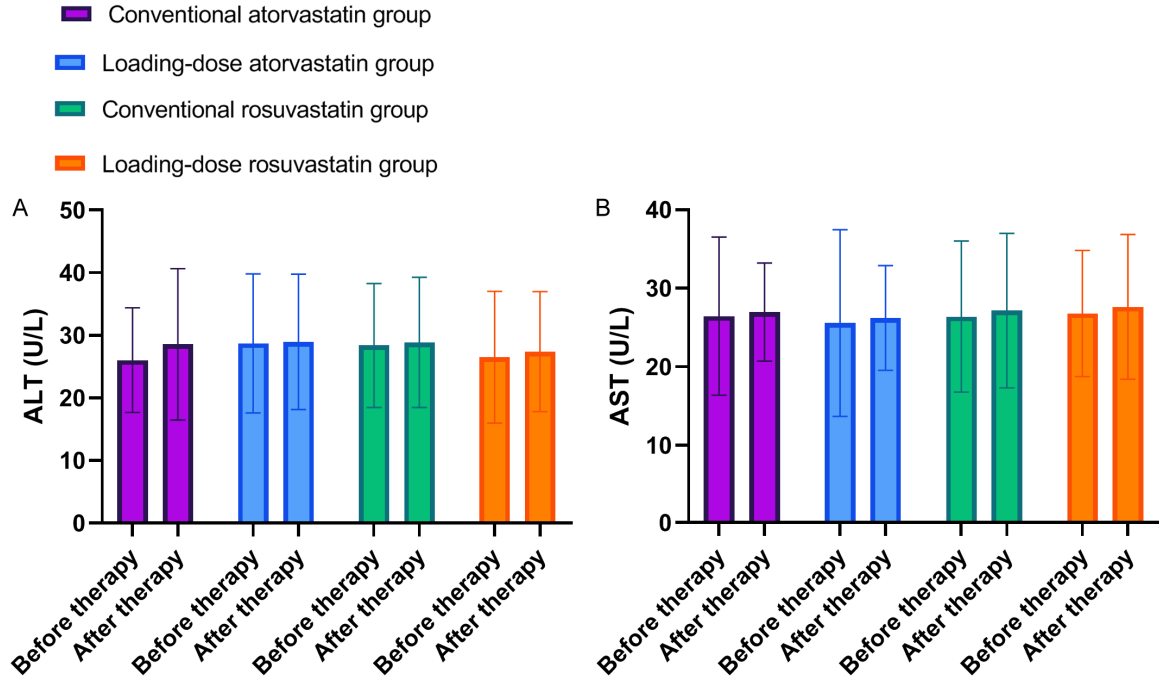 Conventional atorvastatin group
Loading-dose atorvastatin group
Conventional rosuvastatin group
Loading-dose rosuvastatin group
A
50
40
30
20
10
0
ALT (U/L)
Before therapy
After therapy
Before therapy
After therapy
Before therapy
After therapy
Before therapy
After therapy
B
40
30
20
10
0
AST (U/L)
Before therapy
After therapy
Before therapy
After therapy
Before therapy
After therapy
Before therapy
After therapy